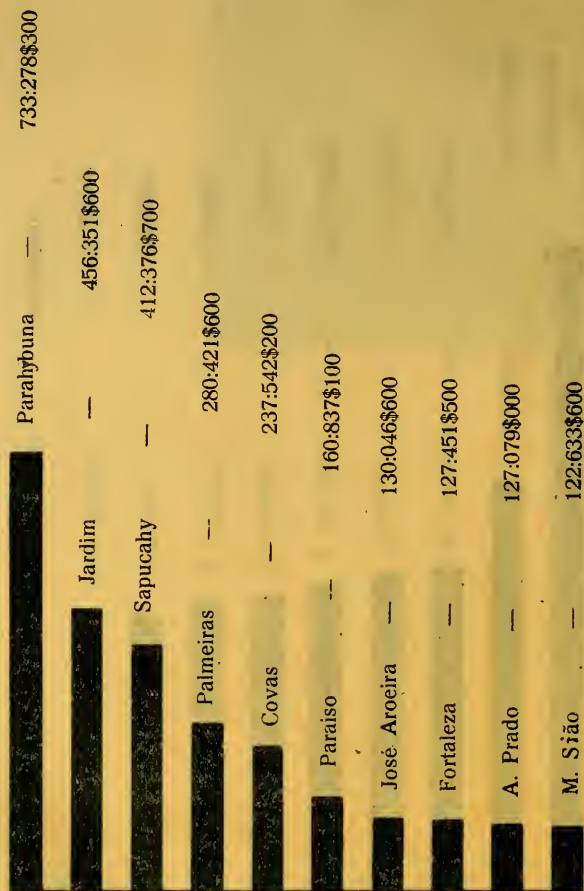 Parahybuna — 733:278$300
Jardim — 456:351$600
Sapucahy — 412:376$700
Palmeiras — 280:421$600
Covas — 237:542$200
Paraiso — 160:837$100
José Aroeira — 130:046$600
Fortaleza — 127:451$500
A. Prado — 127:079$000
M. Sião — 122:633$600